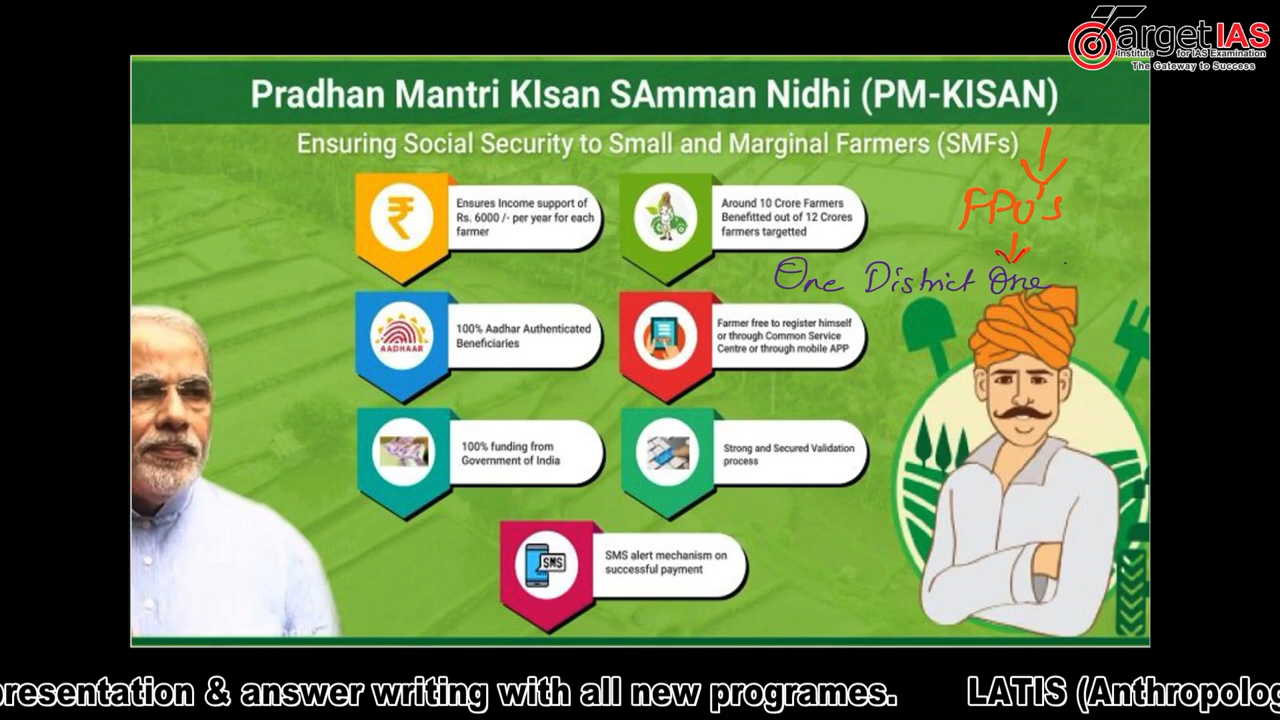 Target IAS
Institute for IAS Examination
The Gateway to Success
Pradhan Mantri KIsan SAmman Nidhi (PM-KISAN)
Ensuring Social Security to Small and Marginal Farmers (SMFs)
Ensures Income support of
Rs. 6000 /- per year for each
farmer
Around 10 Crore Farmers
Benefitted out of 12 Crores
farmers targetted
FPO's
One District One
100% Aadhar Authenticated
Beneficiaries
AADHAAR
Farmer free to register himself
or through Common Service
Centre or through mobile APP
100% funding from
Government of India
Strong and Secured Validation
process
SMS
SMS alert mechanism on
successful payment
presentation & answer writing with all new programes. LATIS (Anthropolog